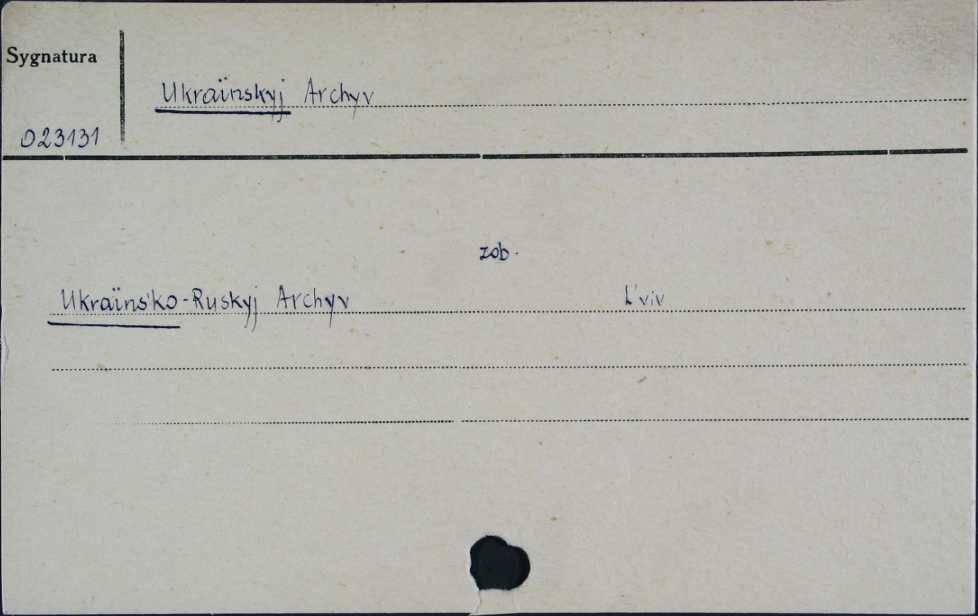 Sygnatura
Ukraïnskyj Archyv
023131
zob.
Ukraïns'ko-Ruskyj Archyv L'viv